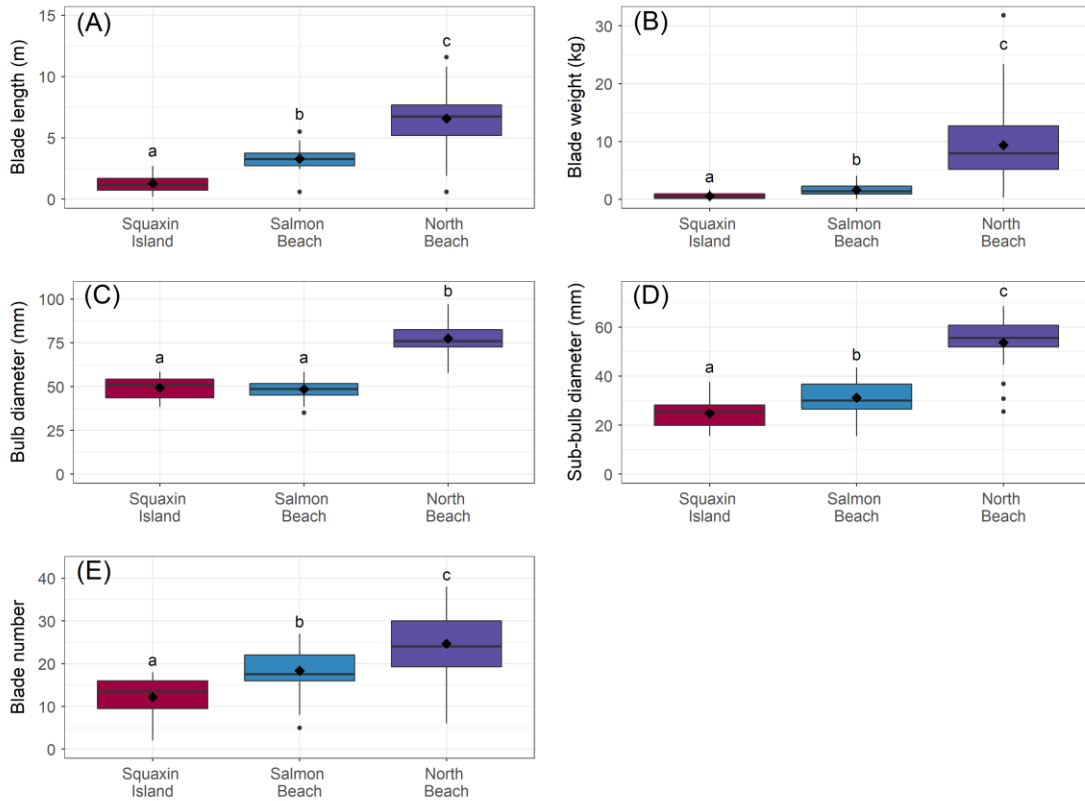 (A)
Blade length (m)
15
10
5
0
a
b
c
Squaxin
Island
Salmon
Beach
North
Beach
(B)
Blade weight (kg)
30
20
10
0
a
b
c
Squaxin
Island
Salmon
Beach
North
Beach
(C)
Bulb diameter (mm)
100
75
50
25
0
a
a
b
Squaxin
Island
Salmon
Beach
North
Beach
(D)
Sub-bulb diameter (mm)
60
40
20
0
a
b
c
Squaxin
Island
Salmon
Beach
North
Beach
(E)
Blade number
40
30
20
10
0
a
b
c
Squaxin
Island
Salmon
Beach
North
Beach